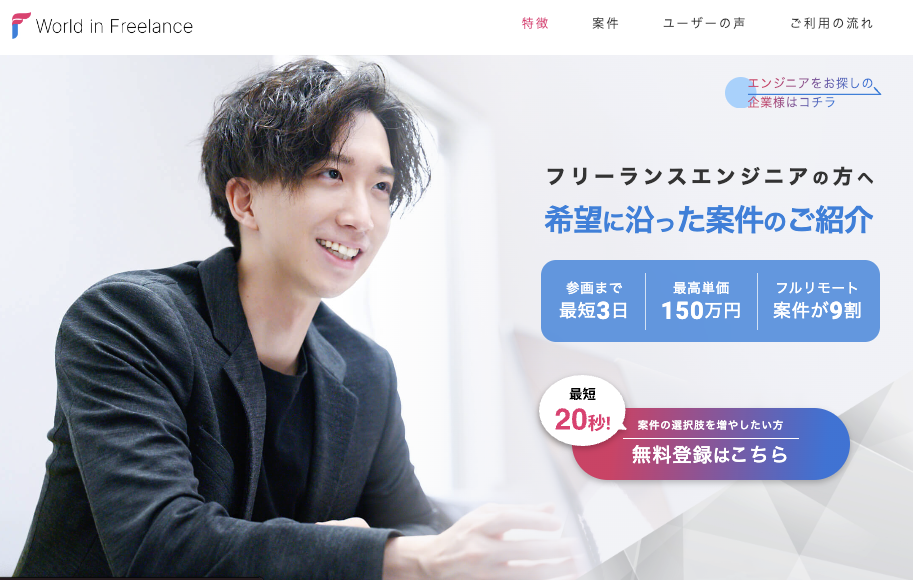 World in Freelance
特徴
案件
ユーザーの声
ご利用の流れ
エンジニアをお探しの
企業様はコチラ
フリーランスエンジニアの方へ
希望に沿った案件のご紹介
参画まで
最短3日
最高単価
150万円
フルリモート
案件が9割
最短
20秒!
案件の選択肢を増やしたい方
無料登録はこちら